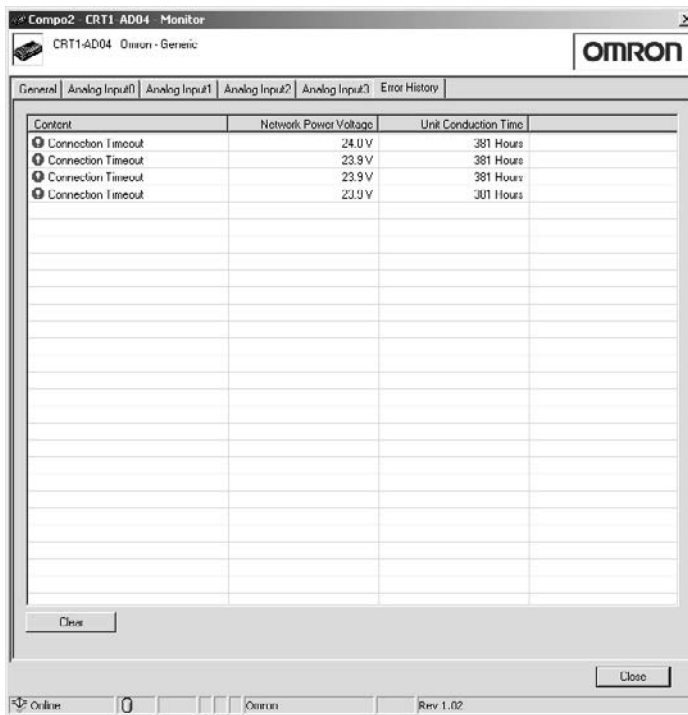 Compo2 - CRT1-AD04 - Monitor
CRT1-AD04 Omron - Generic
OMRON
General Analog Input0 Analog Input1 Analog Input2 Analog Input3 Error History
Content Network Power Voltage Unit Conduction Time
Connection Timeout 24.0 V 381 Hours
Connection Timeout 23.9 V 381 Hours
Connection Timeout 23.9 V 381 Hours
Connection Timeout 23.9 V 381 Hours
Clear
Close
Online Omron Rev 1.02